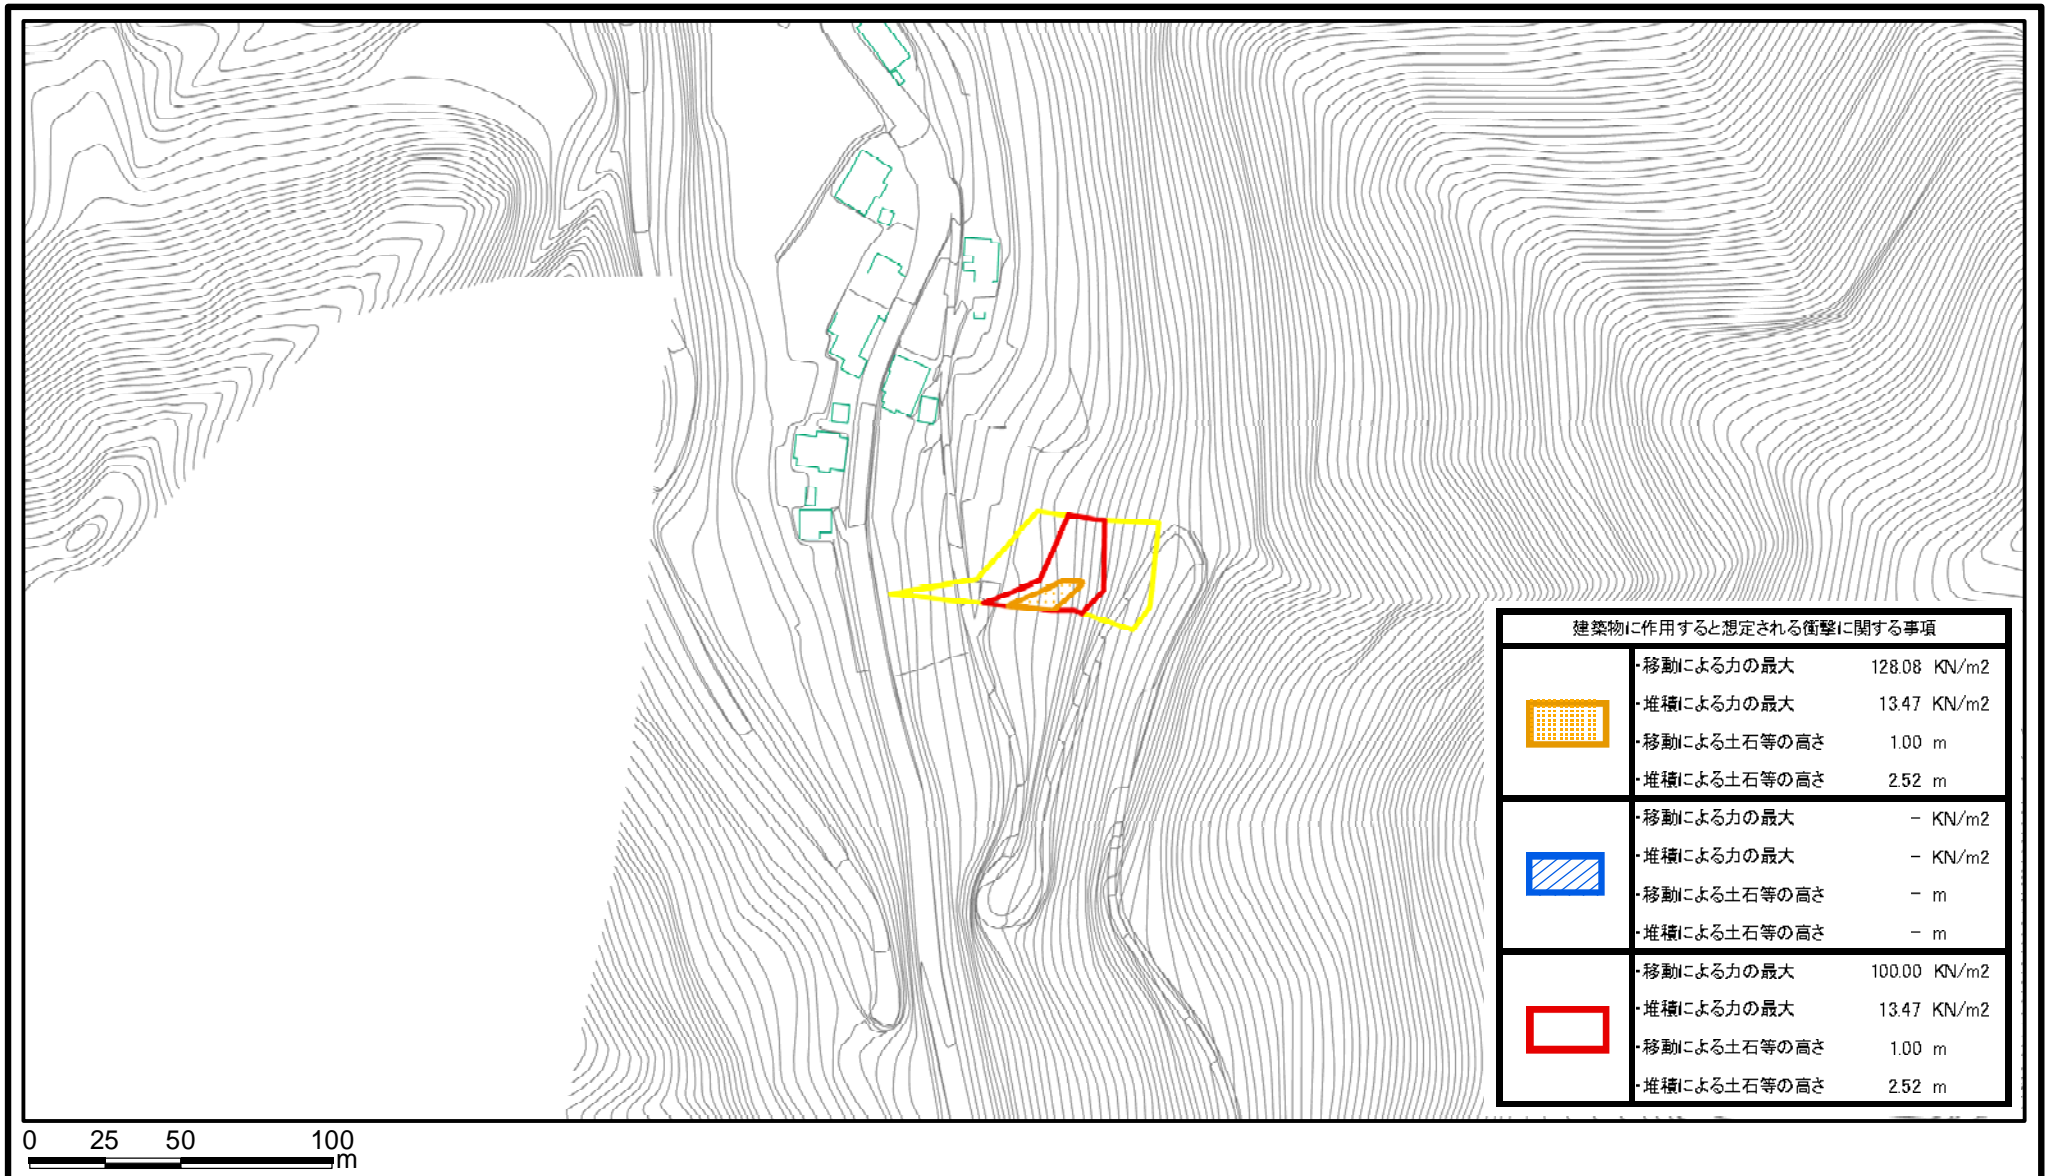 建築物に作用すると想定される衝撃に関する事項
・移動による力の最大 128.08 KN/m2
・堆積による力の最大 13.47 KN/m2
・移動による土石等の高さ 1.00 m
・堆積による土石等の高さ 2.52 m
・移動による力の最大 － KN/m2
・堆積による力の最大 － KN/m2
・移動による土石等の高さ － m
・堆積による土石等の高さ － m
・移動による力の最大 100.00 KN/m2
・堆積による力の最大 13.47 KN/m2
・移動による土石等の高さ 1.00 m
・堆積による土石等の高さ 2.52 m
0 25 50 100
m